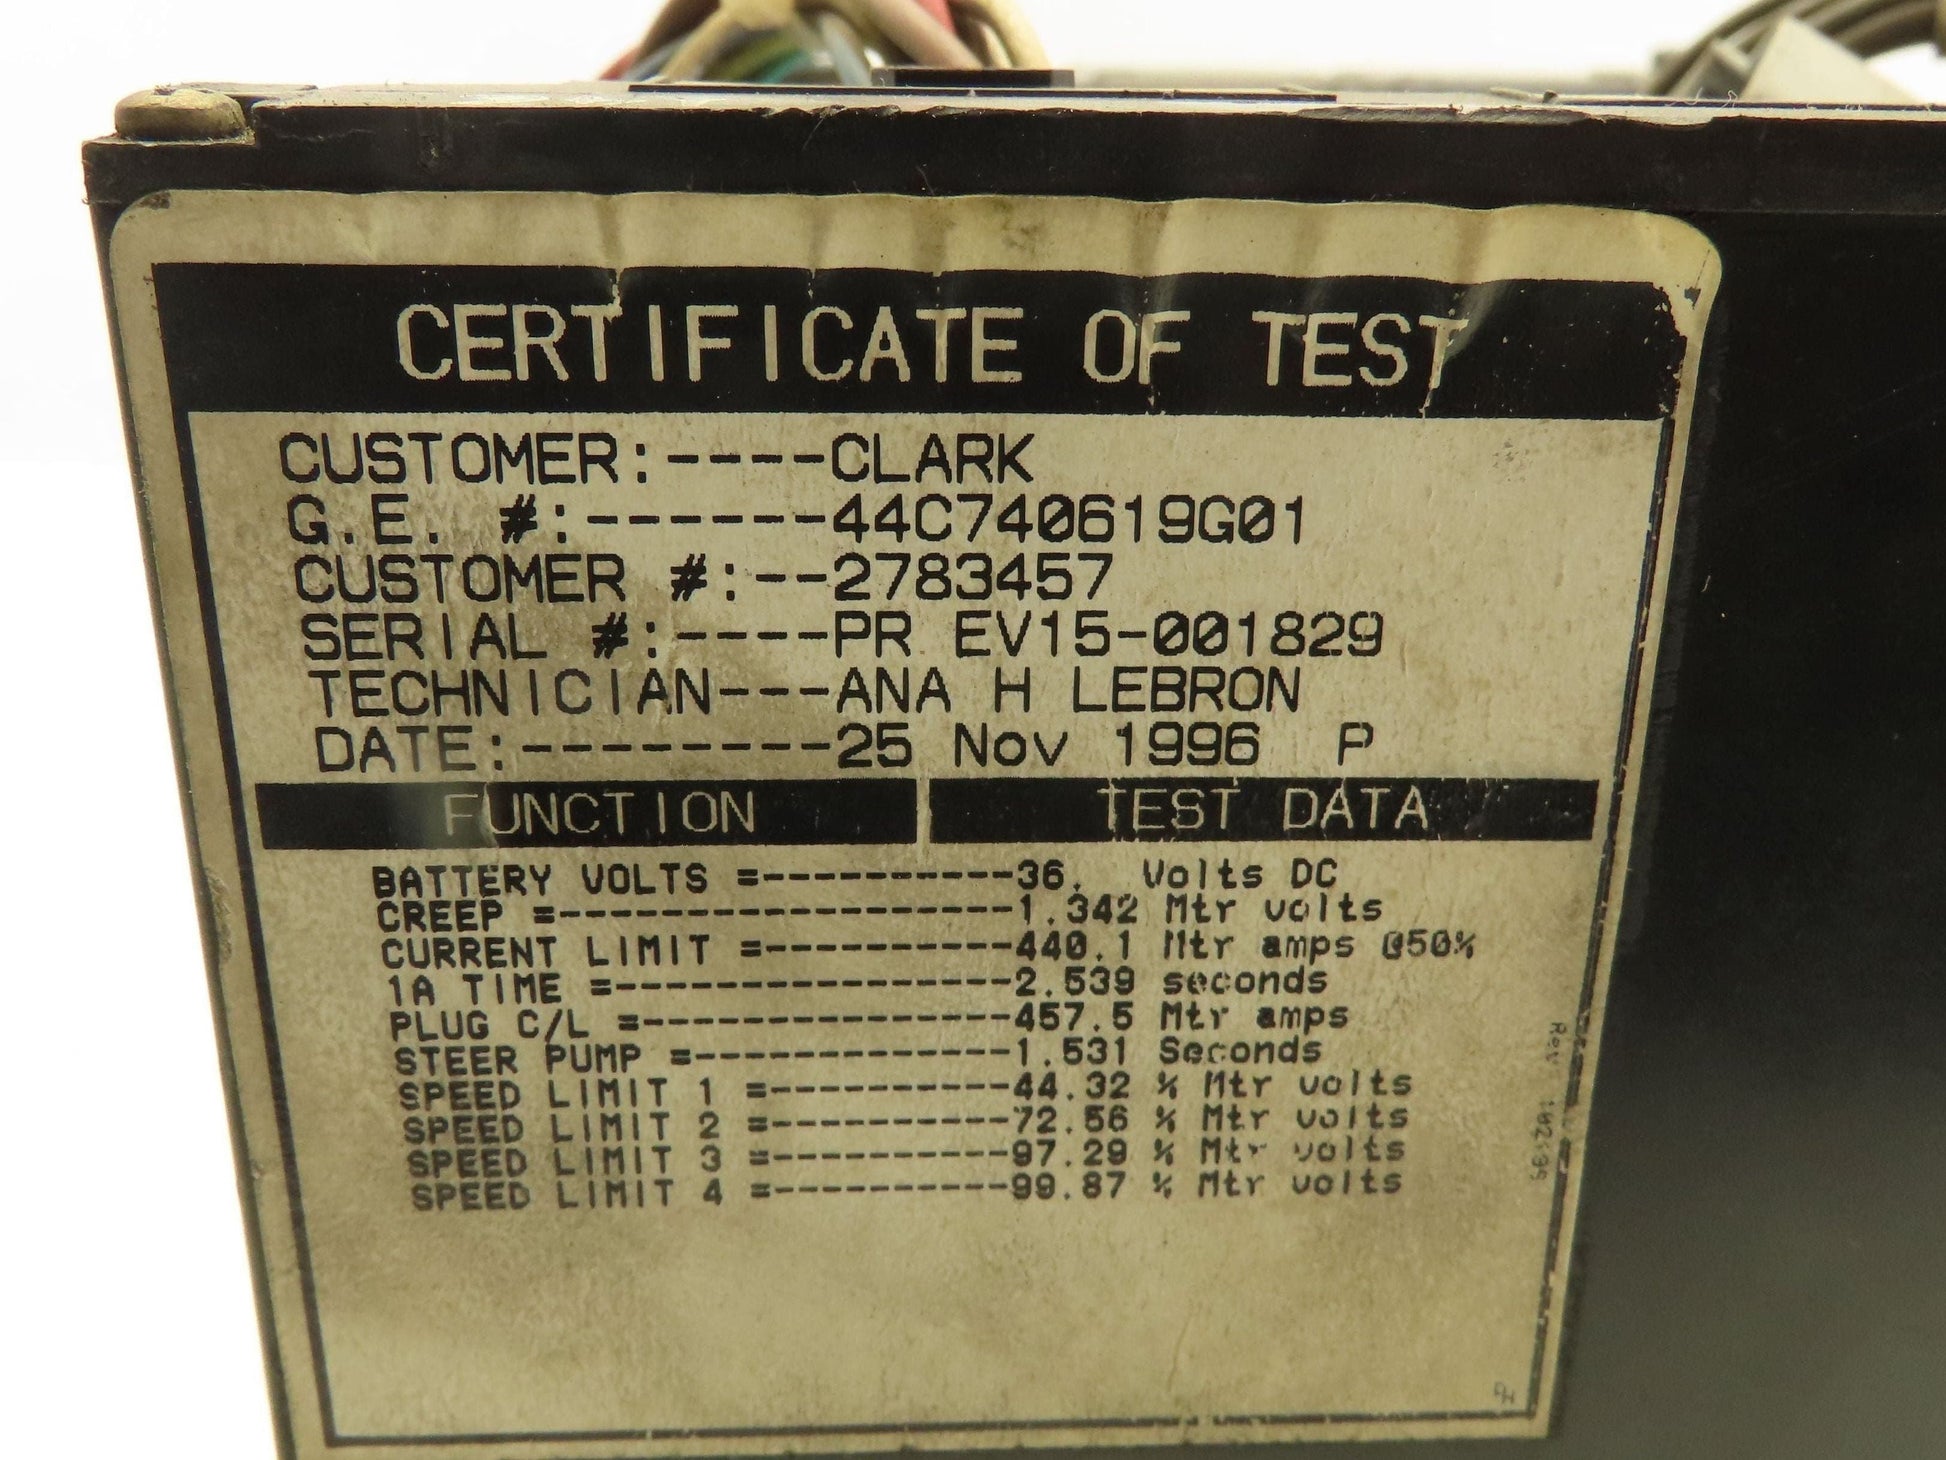 CERTIFICATE OF TEST
CUSTOMER:----CLARK
G.E. #:------44C740619G01
CUSTOMER #:--2783457
SERIAL #:----PR EV15-001829
TECHNICIAN---ANA H LEBRON
DATE:---------25 Nov 1996 P
FUNCTION TEST DATA
BATTERY VOLTS =----------36. Volts DC
CREEP =------------------1.342 Mtr volts
CURRENT LIMIT =----------440.1 Mtr amps @50%
1A TIME =----------------2.539 seconds
PLUG C/L =---------------457.5 Mtr amps
STEER PUMP =-------------1.531 Seconds
SPEED LIMIT 1 =----------44.32 % Mtr volts
SPEED LIMIT 2 =----------72.56 % Mtr volts
SPEED LIMIT 3 =----------97.29 % Mtr volts
SPEED LIMIT 4 =----------99.87 % Mtr volts
Rev